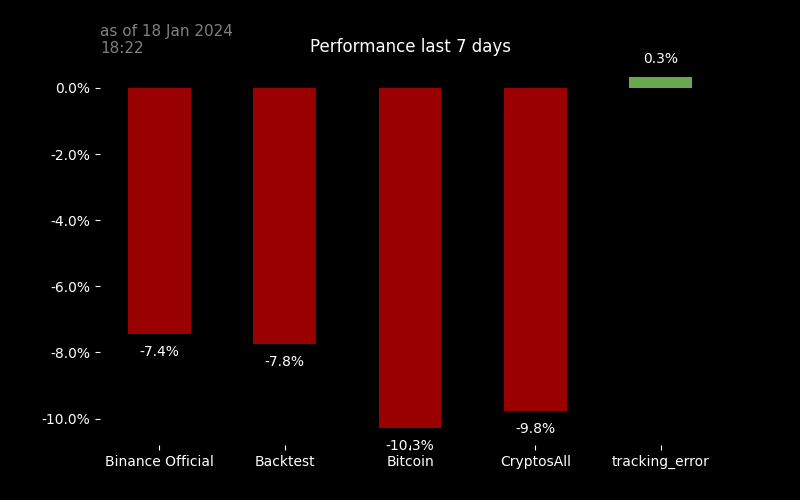 as of 18 Jan 2024
18:22
Performance last 7 days
0.3%
0.0%
-2.0%
-4.0%
-6.0%
-8.0%
-10.0%
-7.4%
-7.8%
-10.3%
-9.8%
Binance Official
Backtest
Bitcoin
CryptosAll
tracking_error